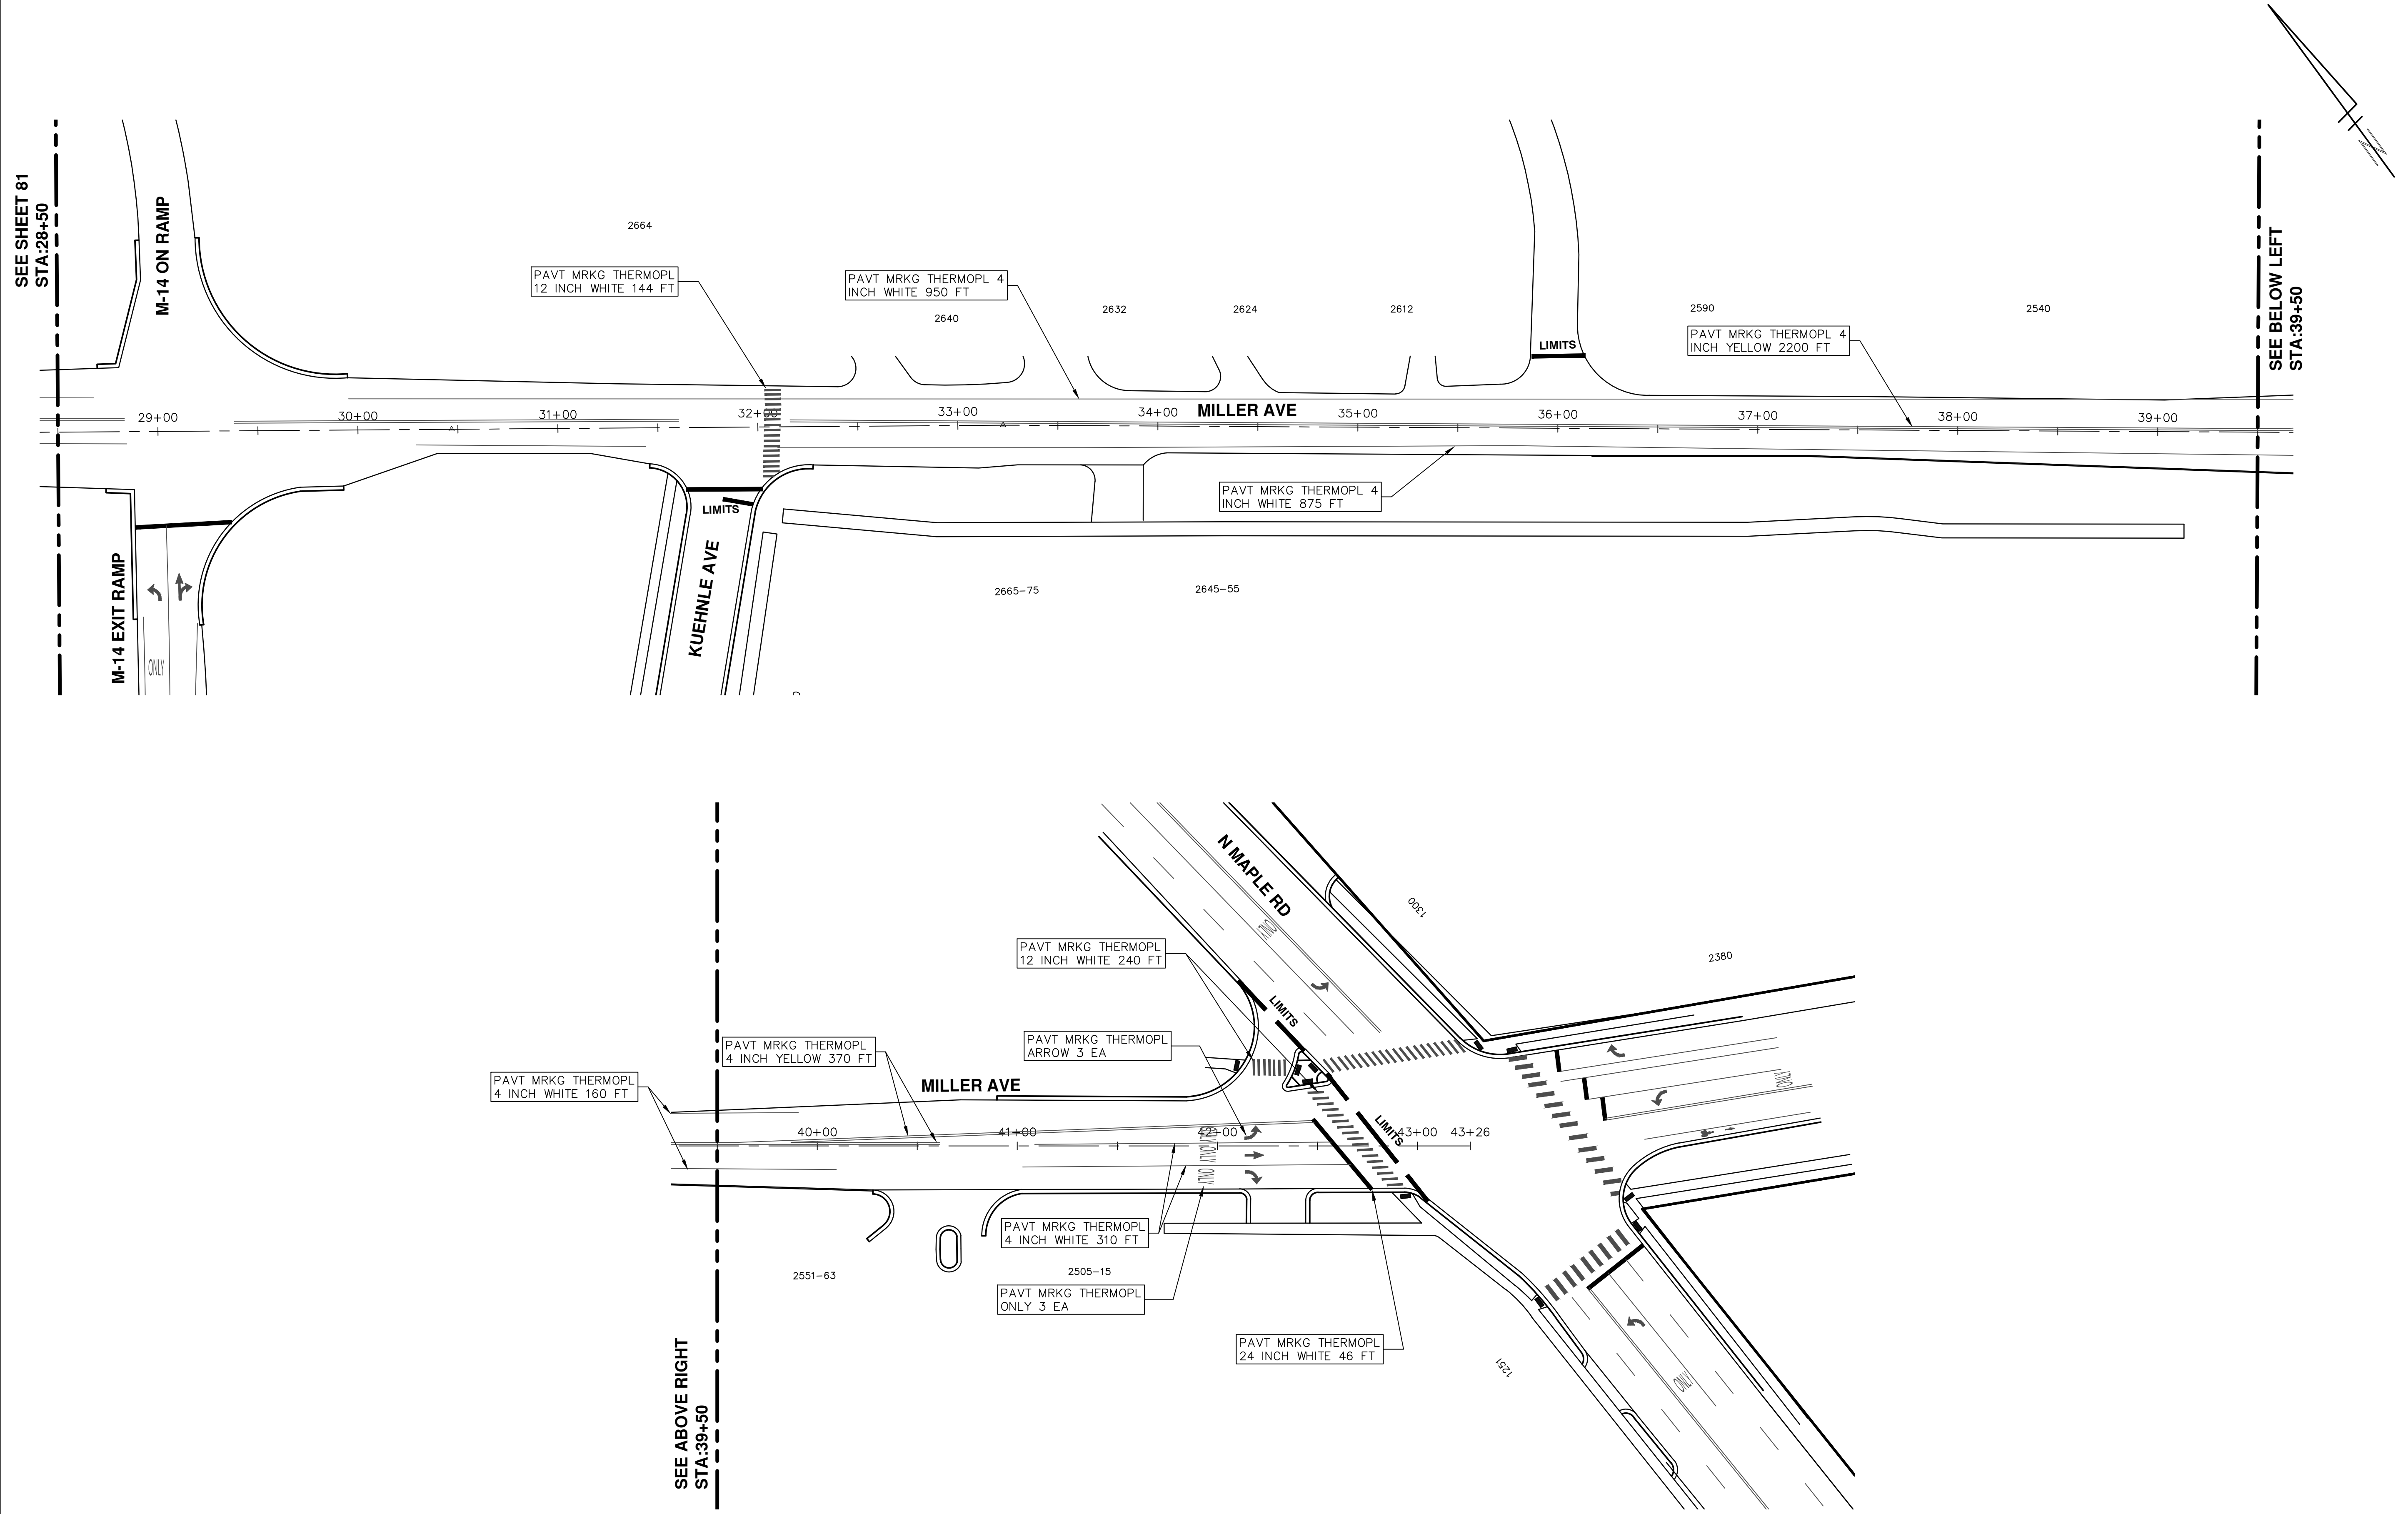 SEE SHEET 81
STA:28+50
M-14 ON RAMP
2664
PAVT MRKG THERMOPL
12 INCH WHITE 144 FT
PAVT MRKG THERMOPL 4
INCH WHITE 950 FT
2640
2632
2624
2612
LIMITS
2590
PAVT MRKG THERMOPL 4
INCH YELLOW 2200 FT
2540
SEE BELOW LEFT
STA:39+50
N
29+00
30+00
31+00
32+00
33+00
34+00
MILLER AVE
35+00
36+00
37+00
38+00
39+00
M-14 EXIT RAMP
ONLY
LIMITS
KUEHNLE AVE
PAVT MRKG THERMOPL 4
INCH WHITE 875 FT
2665-75
2645-55
N MAPLE RD
ONLY
1300
2380
PAVT MRKG THERMOPL
12 INCH WHITE 240 FT
LIMITS
PAVT MRKG THERMOPL
ARROW 3 EA
PAVT MRKG THERMOPL
4 INCH YELLOW 370 FT
PAVT MRKG THERMOPL
4 INCH WHITE 160 FT
MILLER AVE
40+00
41+00
42+00
43+00
43+26
LIMITS
ONLY
ONLY
ONLY
ONLY
PAVT MRKG THERMOPL
4 INCH WHITE 310 FT
2551-63
2505-15
PAVT MRKG THERMOPL
ONLY 3 EA
PAVT MRKG THERMOPL
24 INCH WHITE 46 FT
1251
ONLY
SEE ABOVE RIGHT
STA:39+50